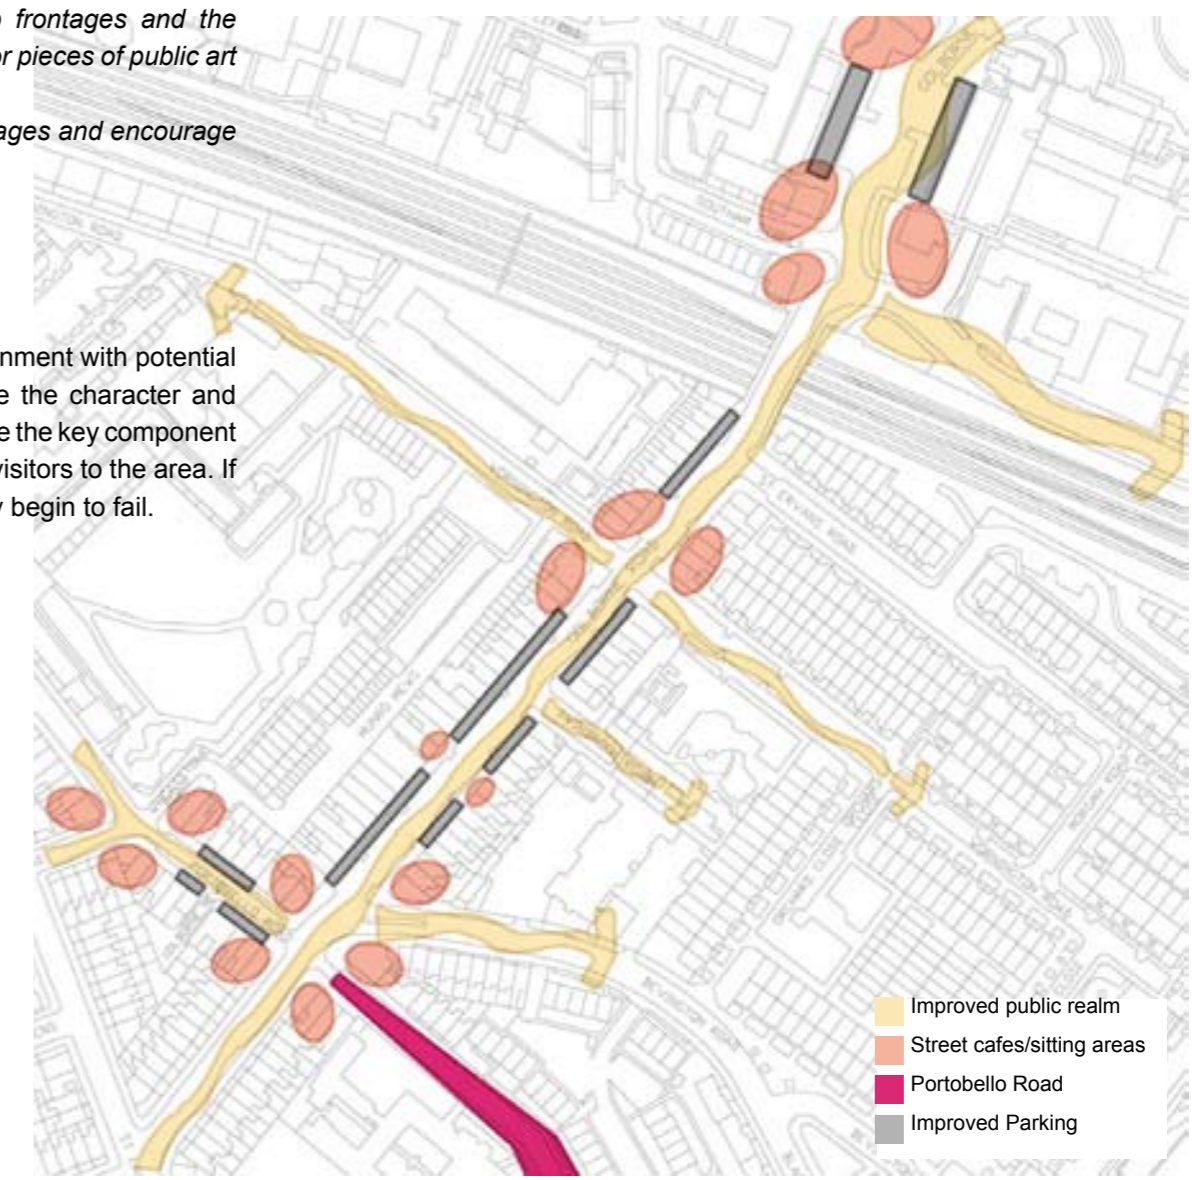 frontages and the
or pieces of public art
ages and encourage
nment with potential
e the character and
e the key component
visitors to the area. If
begin to fail.
Improved public realm
Street cafes/sitting areas
Portobello Road
Improved Parking